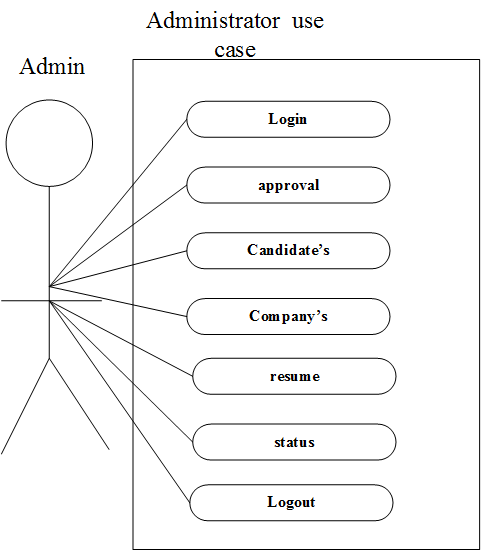 Administrator use
case
Admin
Login
approval
Candidate’s
Company’s
resume
status
Logout